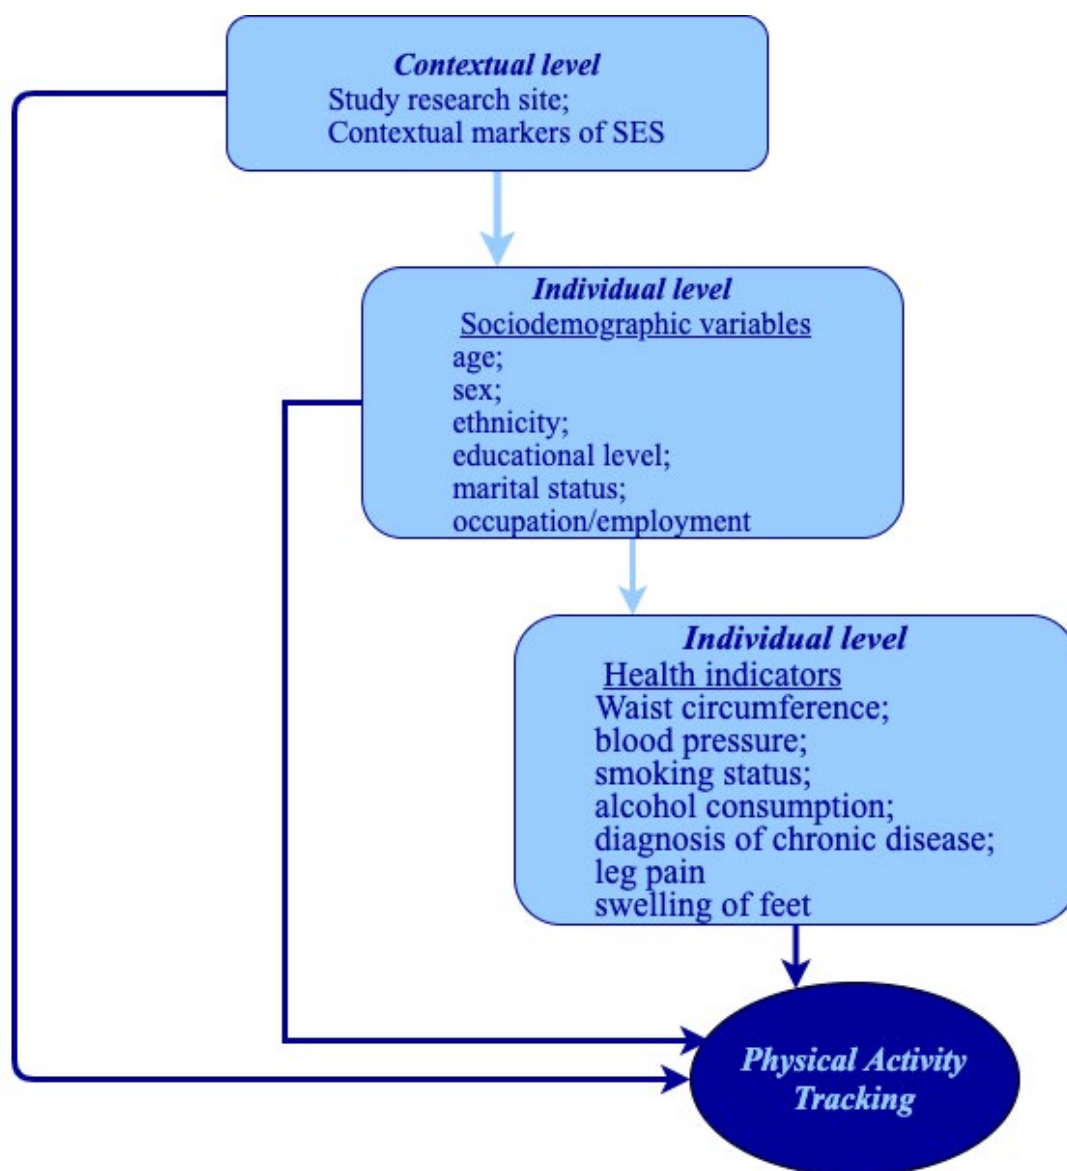 Contextual level
Study research site;
Contextual markers of SES
Individual level
Sociodemographic variables
age;
sex;
ethnicity;
educational level;
marital status;
occupation/employment
Individual level
Health indicators
Waist circumference;
blood pressure;
smoking status;
alcohol consumption;
diagnosis of chronic disease;
leg pain
swelling of feet
Physical Activity
Tracking